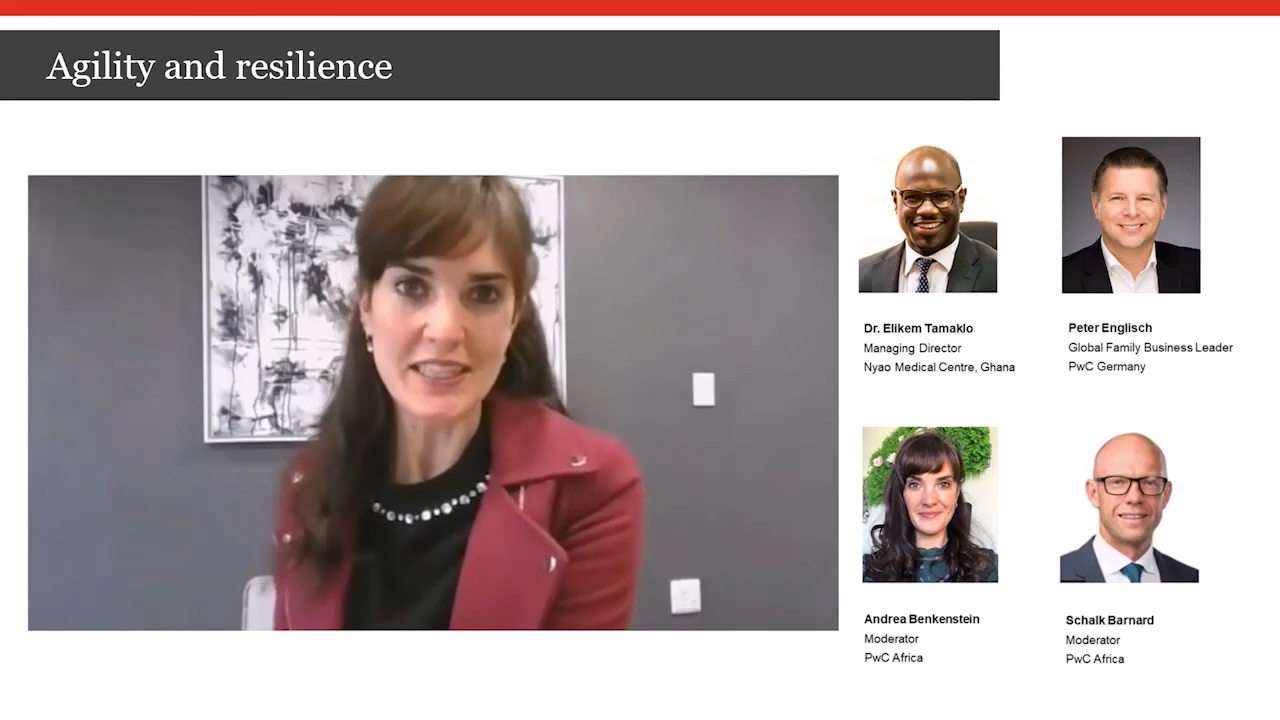 Agility and resilience
Dr. Elikem Tamaklo
Managing Director
Nyao Medical Centre, Ghana
Peter Englisch
Global Family Business Leader
PwC Germany
Andrea Benkenstein
Moderator
PwC Africa
Schalk Barnard
Moderator
PwC Africa